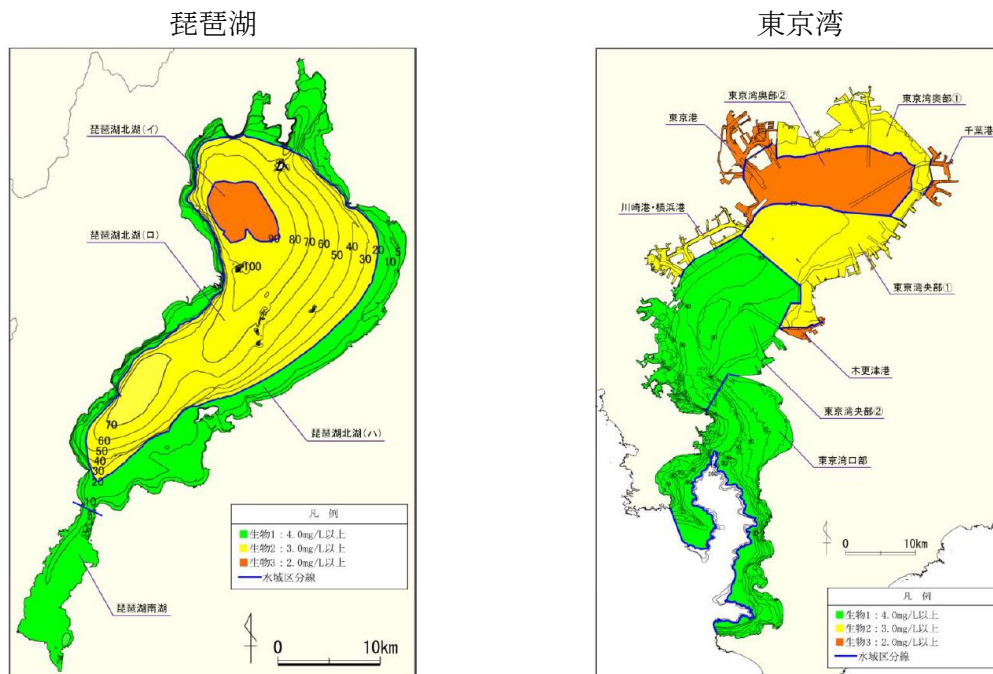 琵琶湖
東京湾
琵琶湖北湖(イ)
琵琶湖北湖(ロ)
90 80 70 60
50
40
30
20
10
5
100
70
60
50
40
30
20
10
琵琶湖北湖(ハ)
琵琶湖南湖
凡 例
生物1：4.0mg/L以上
生物2：3.0mg/L以上
生物3：2.0mg/L以上
水域区分線
0 10km
東京湾奥部②
東京湾奥部①
東京港
千葉港
川崎港・横浜港
東京湾央部①
木更津港
東京湾央部②
東京湾口部
0 10km
凡 例
生物1：4.0mg/L以上
生物2：3.0mg/L以上
生物3：2.0mg/L以上
水域区分線